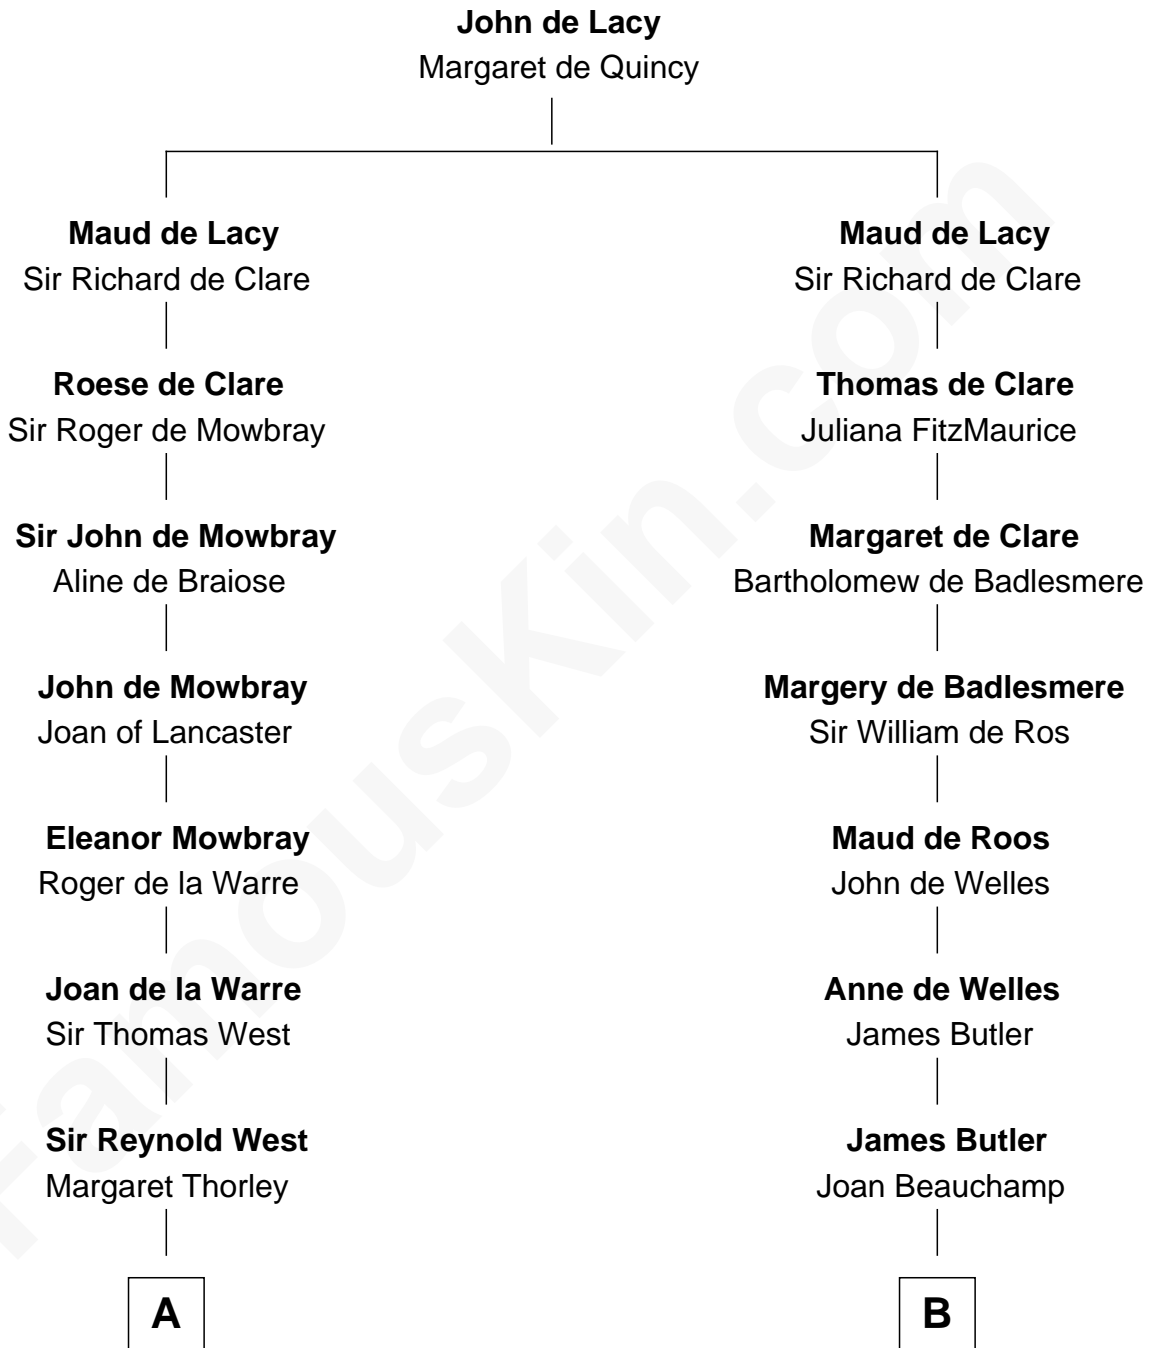 John de Lacy
Margaret de Quincy
Maud de Lacy
Sir Richard de Clare
Roese de Clare
Sir Roger de Mowbray
Sir John de Mowbray
Aline de Braiose
John de Mowbray
Joan of Lancaster
Eleanor Mowbray
Roger de la Warre
Joan de la Warre
Sir Thomas West
Sir Reynold West
Margaret Thorley
A
Maud de Lacy
Sir Richard de Clare
Thomas de Clare
Juliana FitzMaurice
Margaret de Clare
Bartholomew de Badlesmere
Margery de Badlesmere
Sir William de Ros
Maud de Roos
John de Welles
Anne de Welles
James Butler
James Butler
Joan Beauchamp
B
FamousKin.com